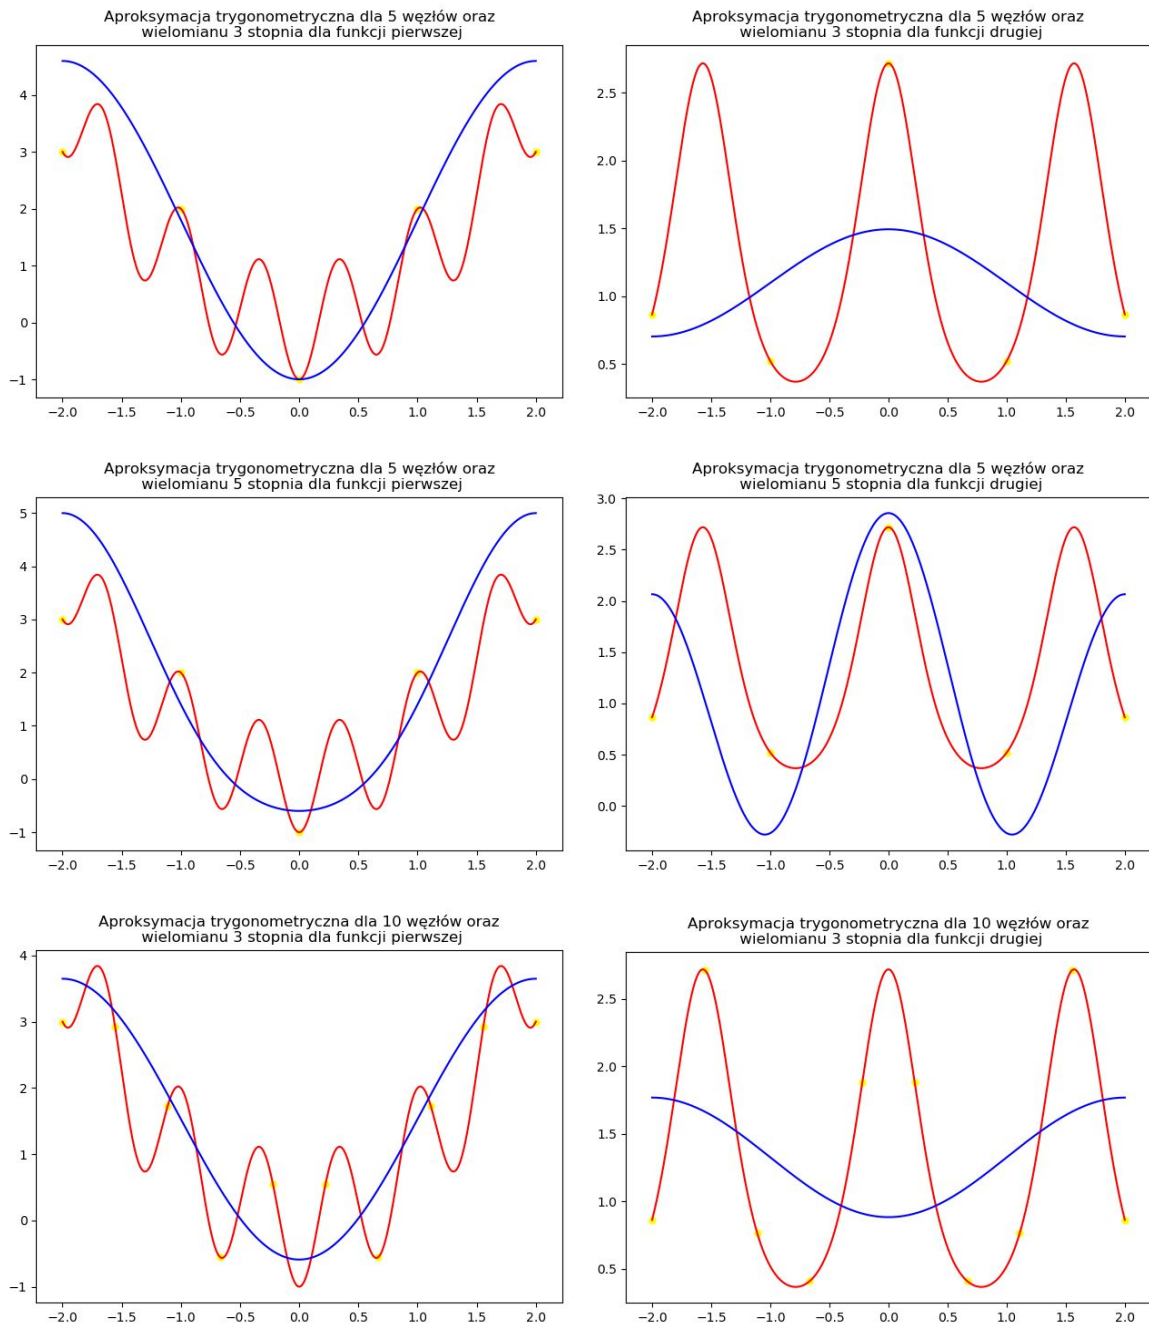 Aproksymacja trygonometryczna dla 5 węzłów oraz
wielomianu 3 stopnia dla funkcji pierwszej
4
3
2
1
0
−1
−2.0 −1.5 −1.0 −0.5 0.0 0.5 1.0 1.5 2.0
Aproksymacja trygonometryczna dla 5 węzłów oraz
wielomianu 3 stopnia dla funkcji drugiej
2.5
2.0
1.5
1.0
0.5
−2.0 −1.5 −1.0 −0.5 0.0 0.5 1.0 1.5 2.0
Aproksymacja trygonometryczna dla 5 węzłów oraz
wielomianu 5 stopnia dla funkcji pierwszej
5
4
3
2
1
0
−1
−2.0 −1.5 −1.0 −0.5 0.0 0.5 1.0 1.5 2.0
Aproksymacja trygonometryczna dla 5 węzłów oraz
wielomianu 5 stopnia dla funkcji drugiej
3.0
2.5
2.0
1.5
1.0
0.5
0.0
−2.0 −1.5 −1.0 −0.5 0.0 0.5 1.0 1.5 2.0
Aproksymacja trygonometryczna dla 10 węzłów oraz
wielomianu 3 stopnia dla funkcji pierwszej
4
3
2
1
0
−1
−2.0 −1.5 −1.0 −0.5 0.0 0.5 1.0 1.5 2.0
Aproksymacja trygonometryczna dla 10 węzłów oraz
wielomianu 3 stopnia dla funkcji drugiej
2.5
2.0
1.5
1.0
0.5
−2.0 −1.5 −1.0 −0.5 0.0 0.5 1.0 1.5 2.0